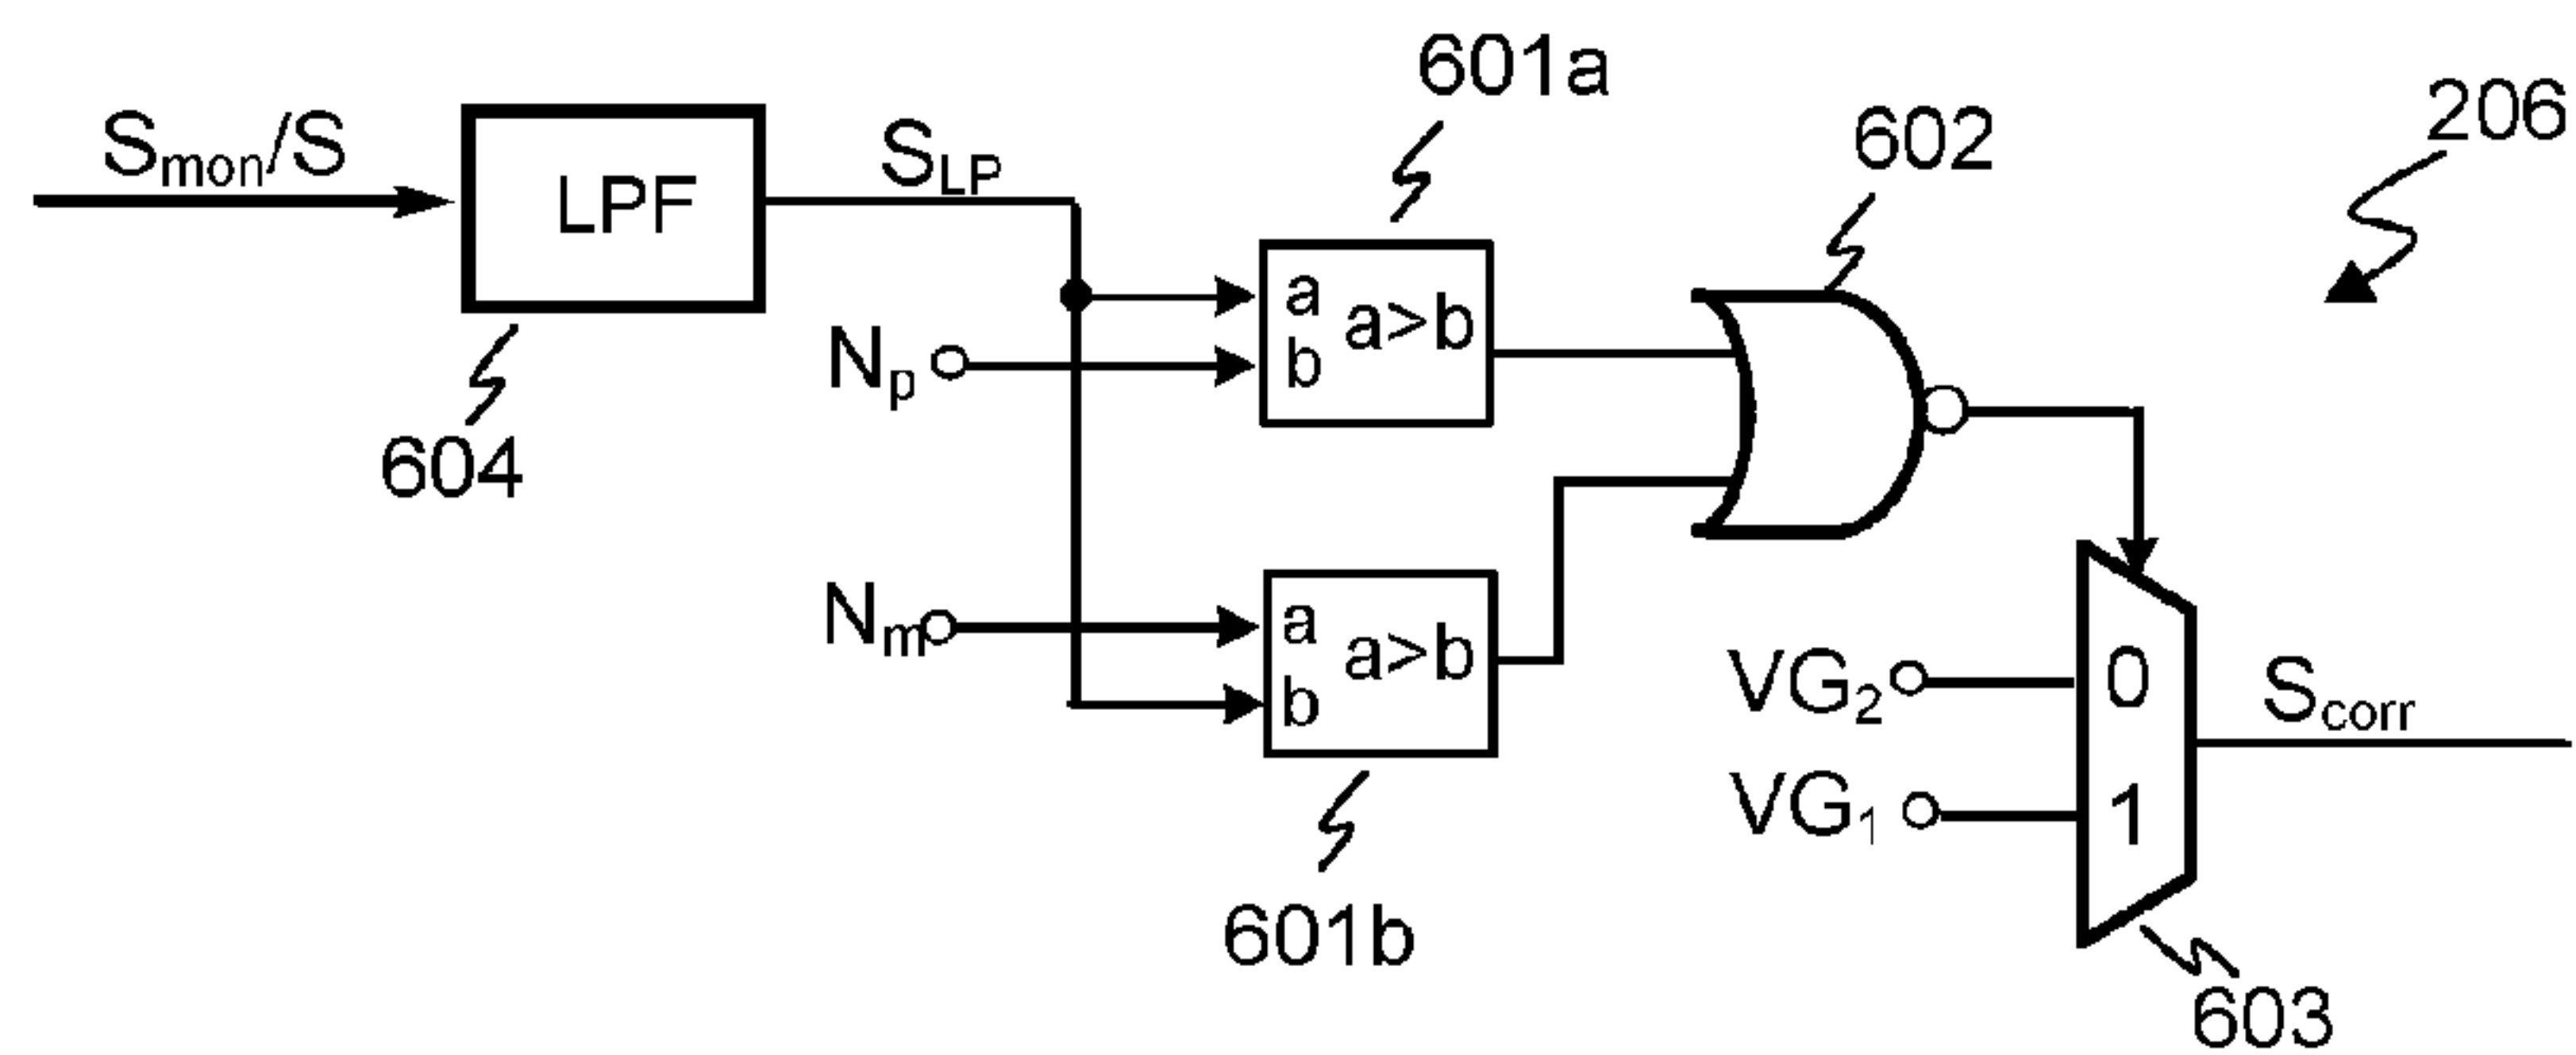 601a
206
602
Smon/S
LPF
SLP
a
a>b
b
Np
604
Nm
a
a>b
b
VG2
0
Scorr
VG1
1
601b
603